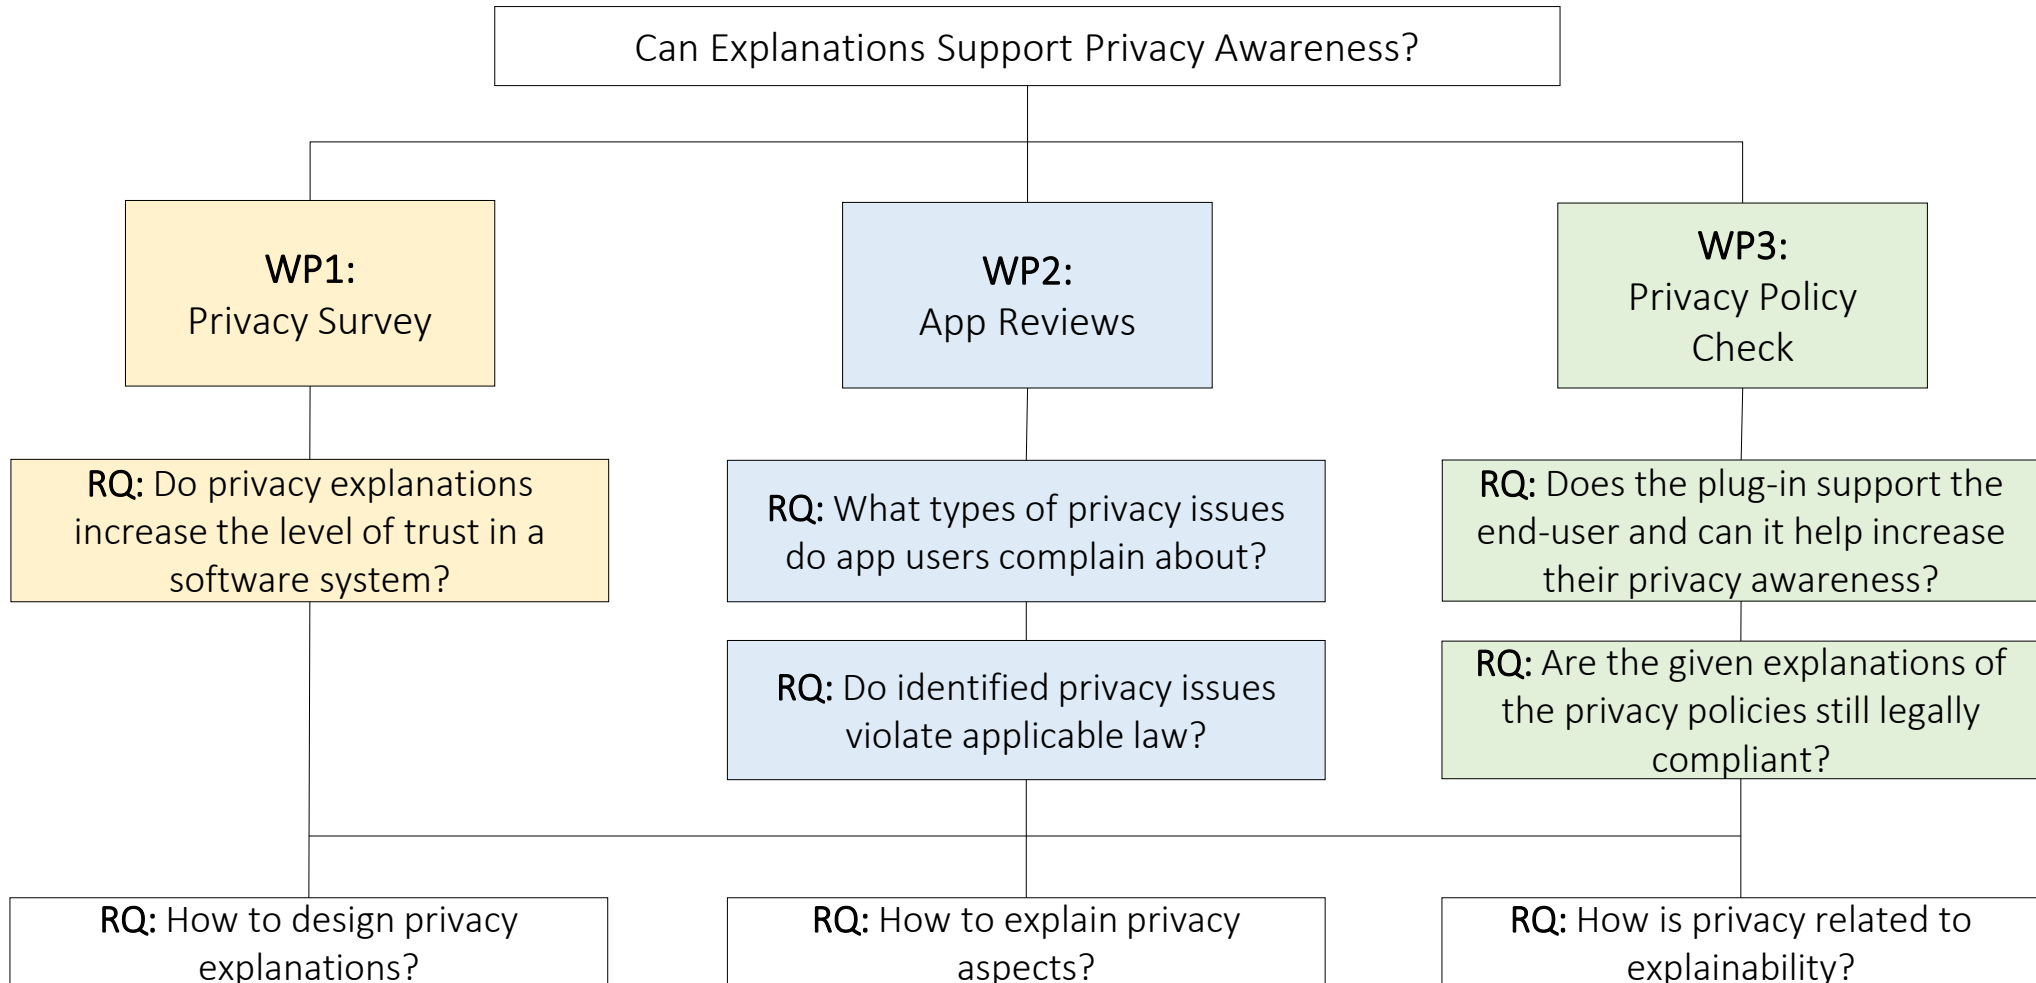 Can Explanations Support Privacy Awareness?
WP1:
Privacy Survey
WP2:
App Reviews
WP3:
Privacy Policy
Check
RQ: Do privacy explanations
increase the level of trust in a
software system?
RQ: What types of privacy issues
do app users complain about?
RQ: Does the plug-in support the
end-user and can it help increase
their privacy awareness?
RQ: Do identified privacy issues
violate applicable law?
RQ: Are the given explanations of
the privacy policies still legally
compliant?
RQ: How to design privacy
explanations?
RQ: How to explain privacy
aspects?
RQ: How is privacy related to
explainability?